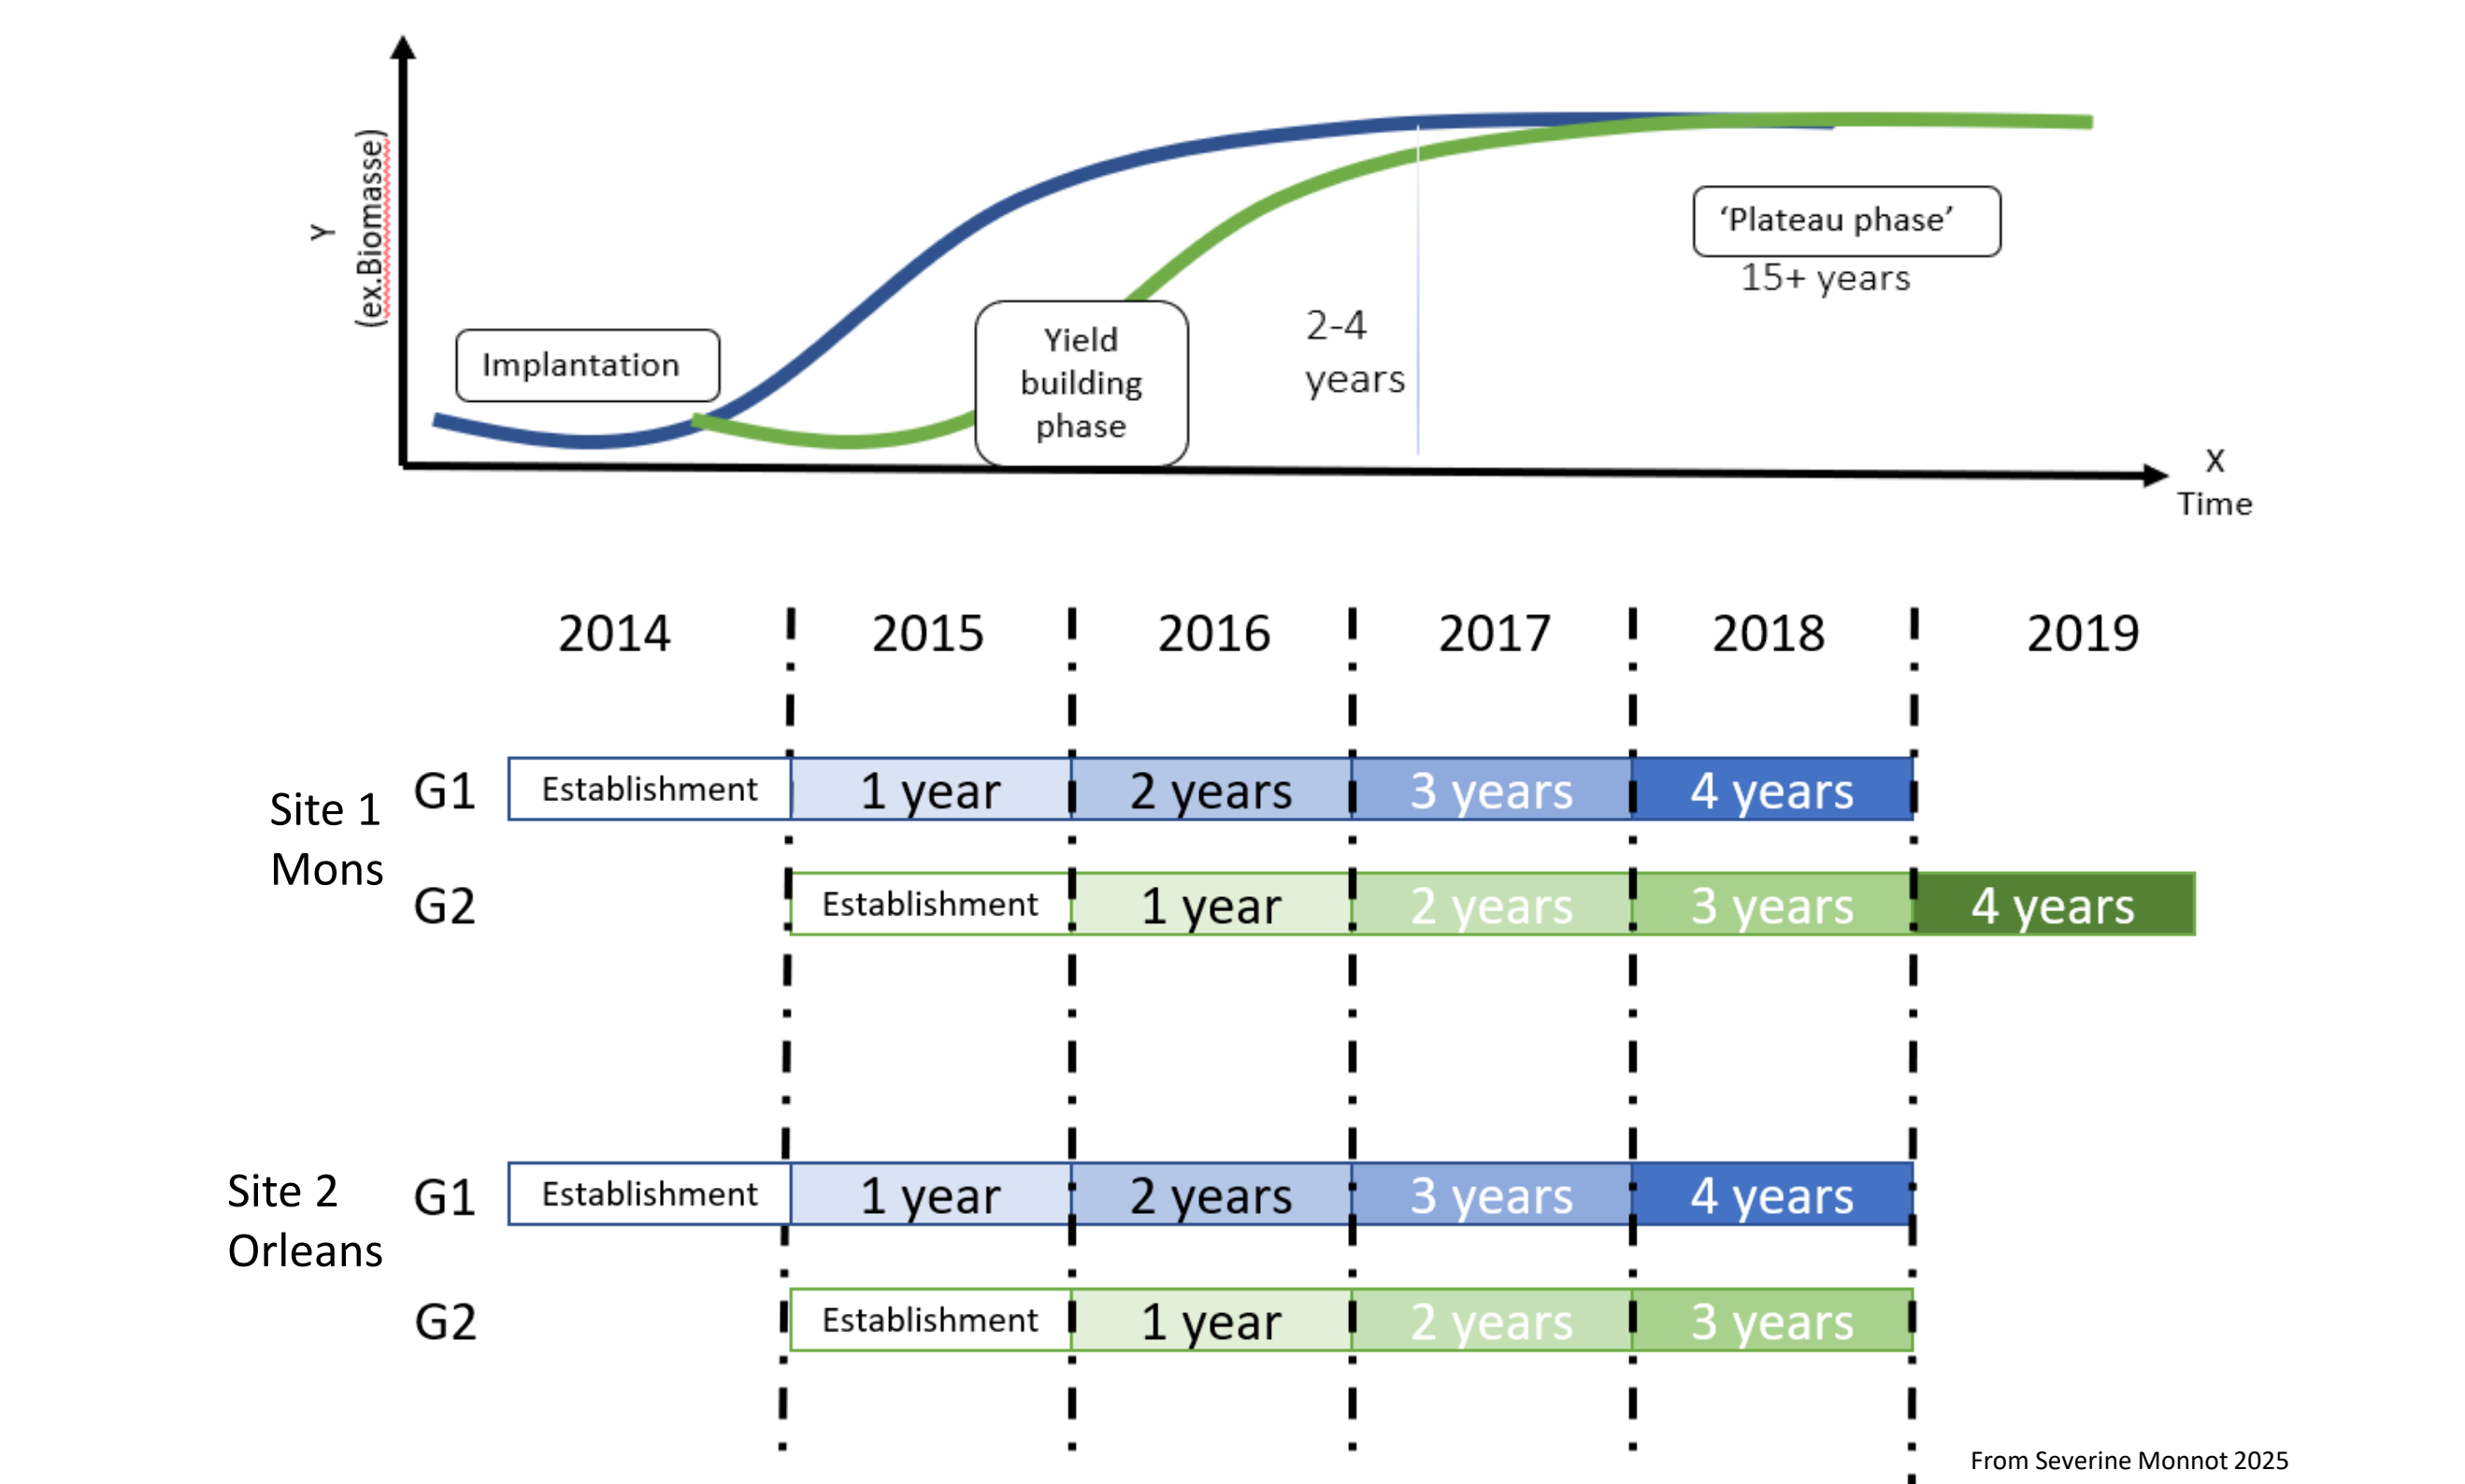 Y
(ex.Biomasse)
Implantation
Yield
building
phase
2-4
years
‘Plateau phase’
15+ years
X
Time
2014 2015 2016 2017 2018 2019
Site 1
Mons
G1 Establishment 1 year 2 years 3 years 4 years
G2 Establishment 1 year 2 years 3 years 4 years
Site 2
Orleans
G1 Establishment 1 year 2 years 3 years 4 years
G2 Establishment 1 year 2 years 3 years
From Severine Monnot 2025